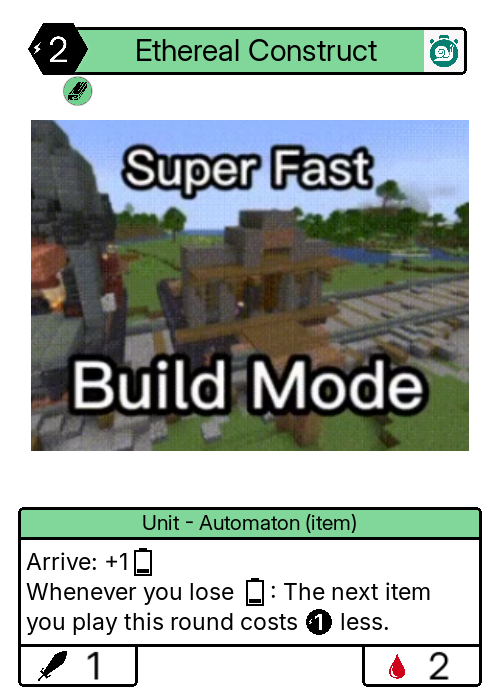 2 Ethereal Construct
Super Fast
Build Mode
Unit - Automaton (item)
Arrive: +1
Whenever you lose : The next item
you play this round costs 1 less.
1 2